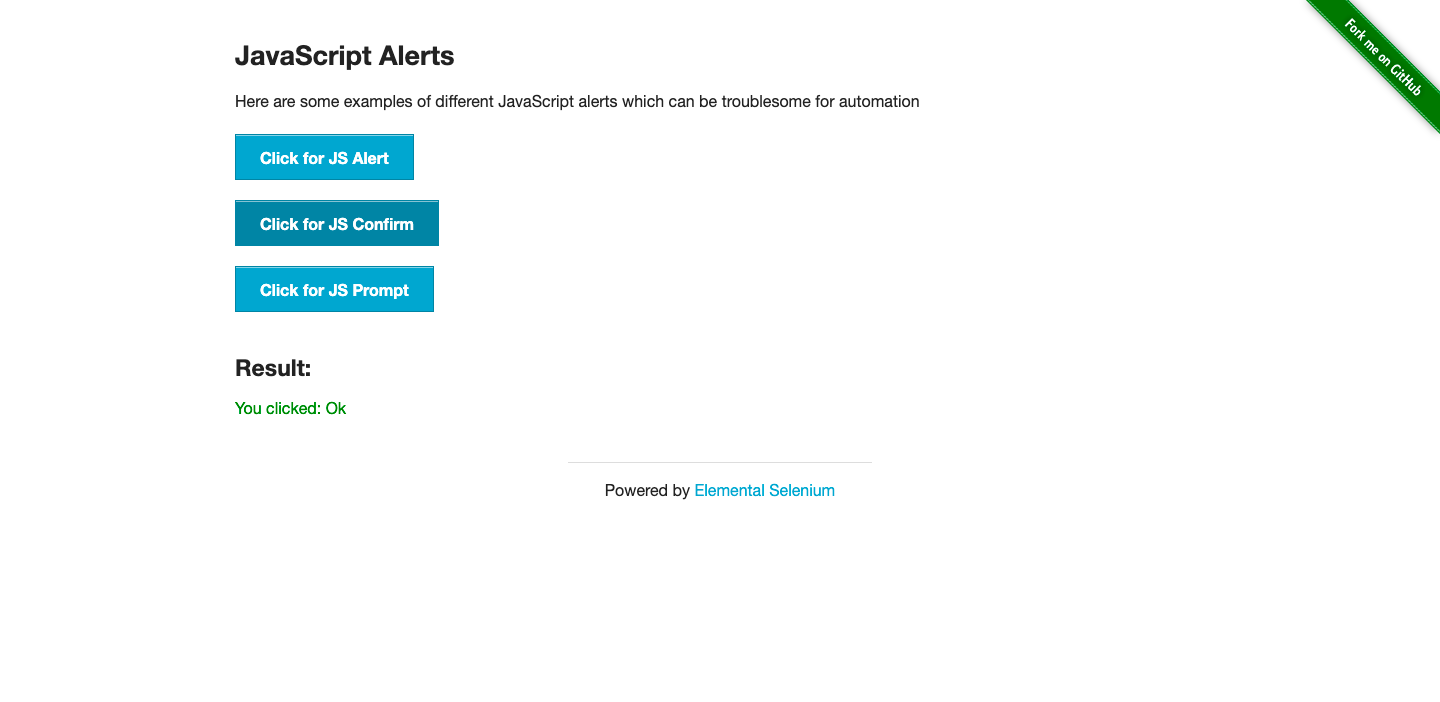 Fork me on GitHub
JavaScript Alerts
Here are some examples of different JavaScript alerts which can be troublesome for automation
Click for JS Alert
Click for JS Confirm
Click for JS Prompt
Result:
You clicked: Ok
Powered by Elemental Selenium